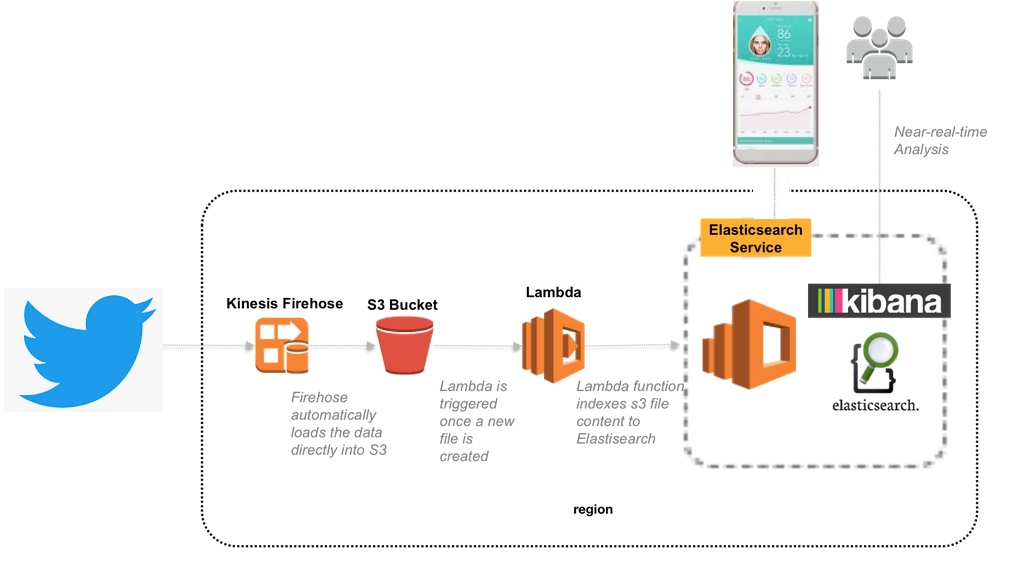 86
23
Near-real-time
Analysis
Elasticsearch
Service
Kinesis Firehose
S3 Bucket
Lambda
kibana
elasticsearch.
Firehose
automatically
loads the data
directly into S3
Lambda is
triggered
once a new
file is
created
Lambda function
indexes s3 file
content to
Elastisearch
region